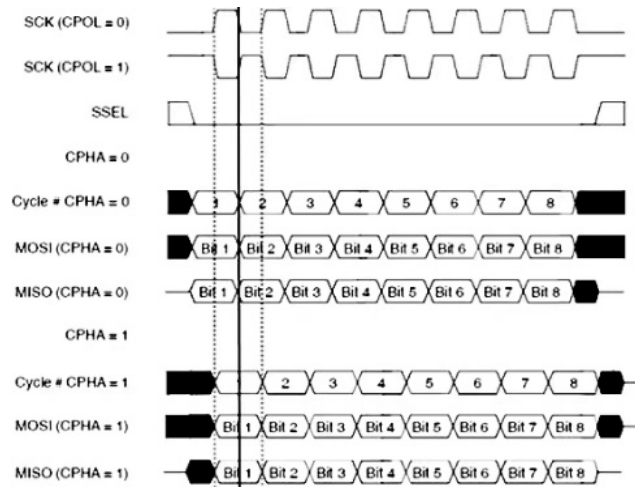 SCK (CPOL = 0)
SCK (CPOL = 1)
SSEL
CPHA = 0
Cycle # CPHA = 0 1 2 3 4 5 6 7 8
MOSI (CPHA = 0) Bit 1 Bit 2 Bit 3 Bit 4 Bit 5 Bit 6 Bit 7 Bit 8
MISO (CPHA = 0) Bit 1 Bit 2 Bit 3 Bit 4 Bit 5 Bit 6 Bit 7 Bit 8
CPHA = 1
Cycle # CPHA = 1 1 2 3 4 5 6 7 8
MOSI (CPHA = 1) Bit 1 Bit 2 Bit 3 Bit 4 Bit 5 Bit 6 Bit 7 Bit 8
MISO (CPHA = 1) Bit 1 Bit 2 Bit 3 Bit 4 Bit 5 Bit 6 Bit 7 Bit 8